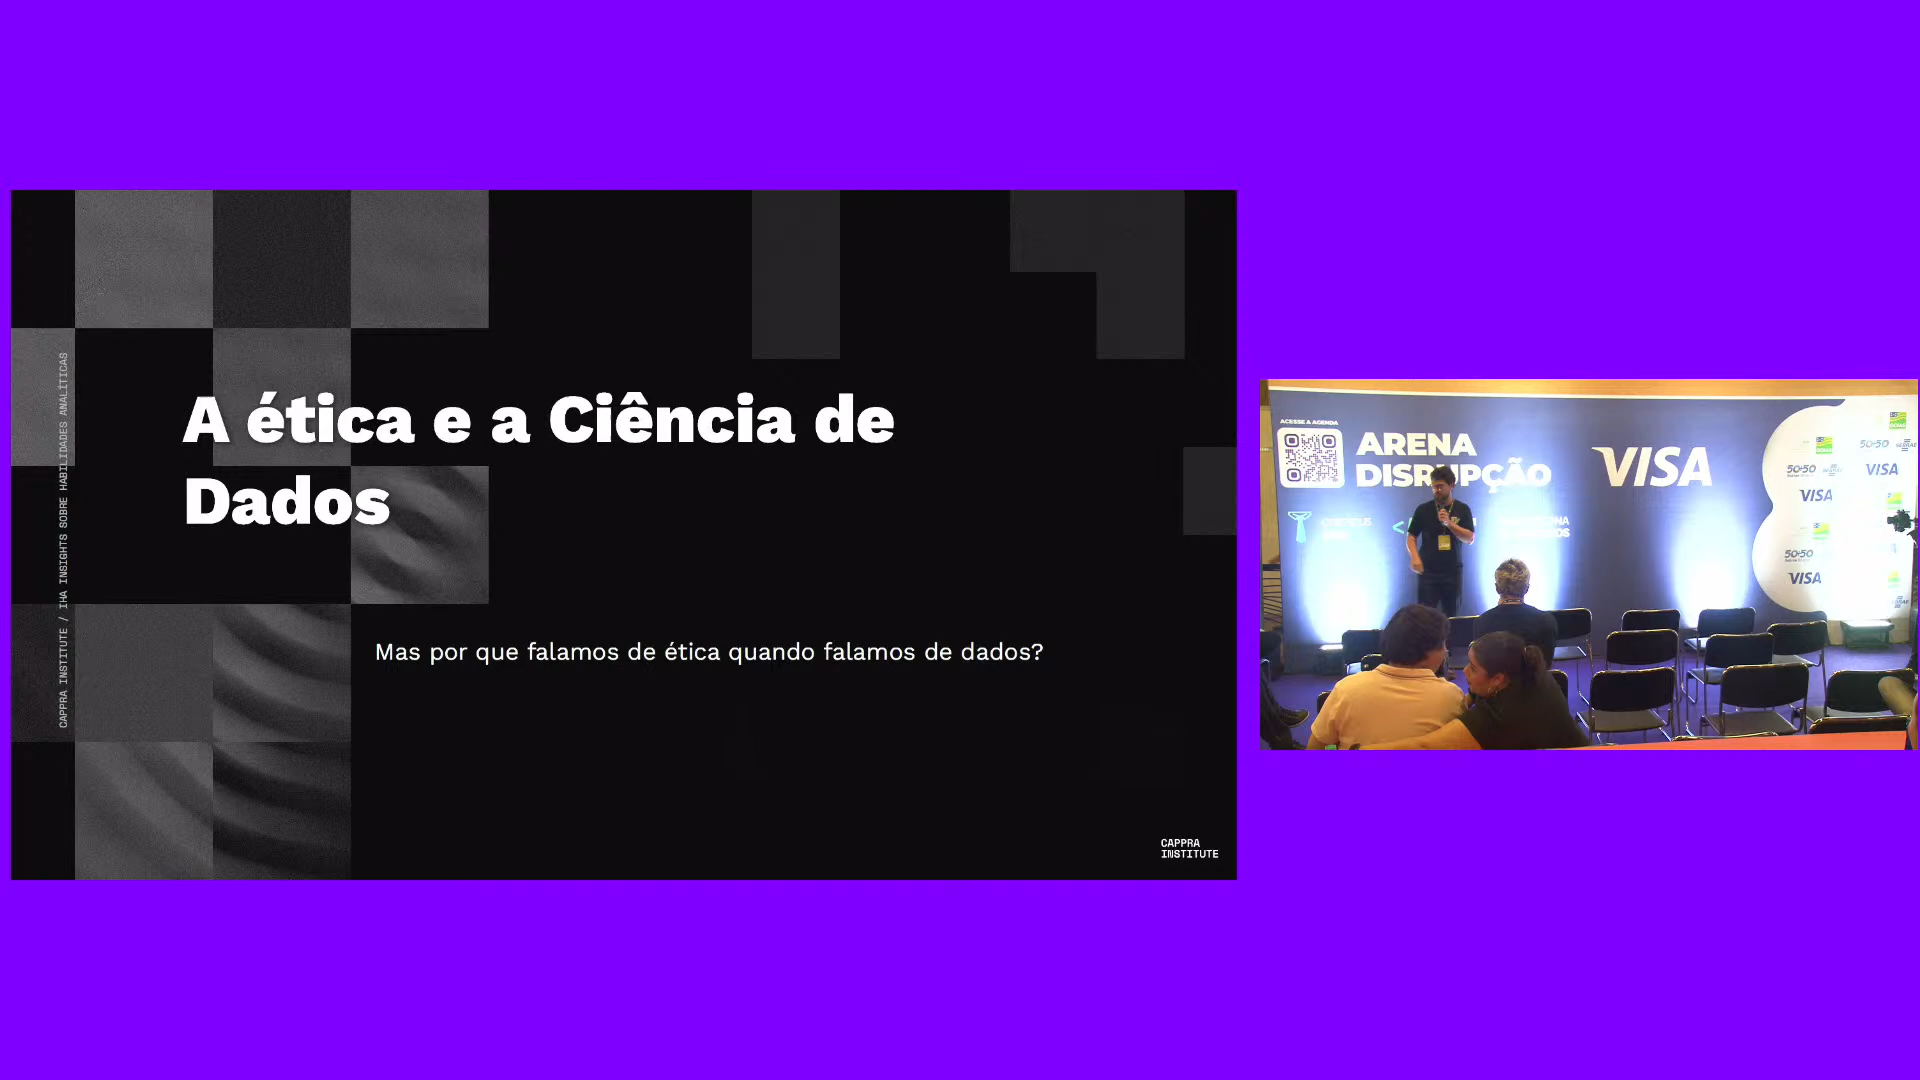 A ética e a Ciência de
Dados
Mas por que falamos de ética quando falamos de dados?
CAPPRA INSTITUTE / IHA INSIGHTS SOBRE HABILIDADES ANALÍTICAS
CAPPRA
INSTITUTE
ACESSE A AGENDA
ARENA
DISRUPÇÃO
VISA
50+50
VISA
50+50
VISA
50+50
VISA